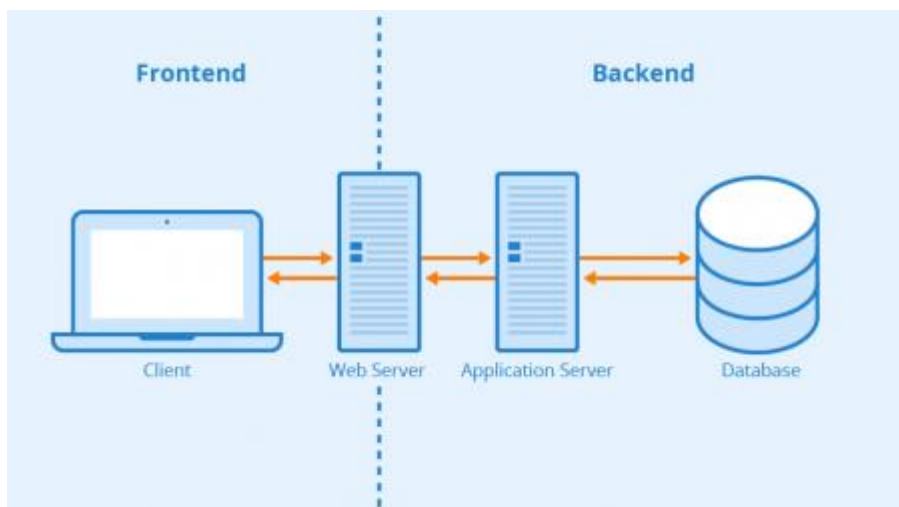 Frontend
Backend
Client
Web Server
Application Server
Database